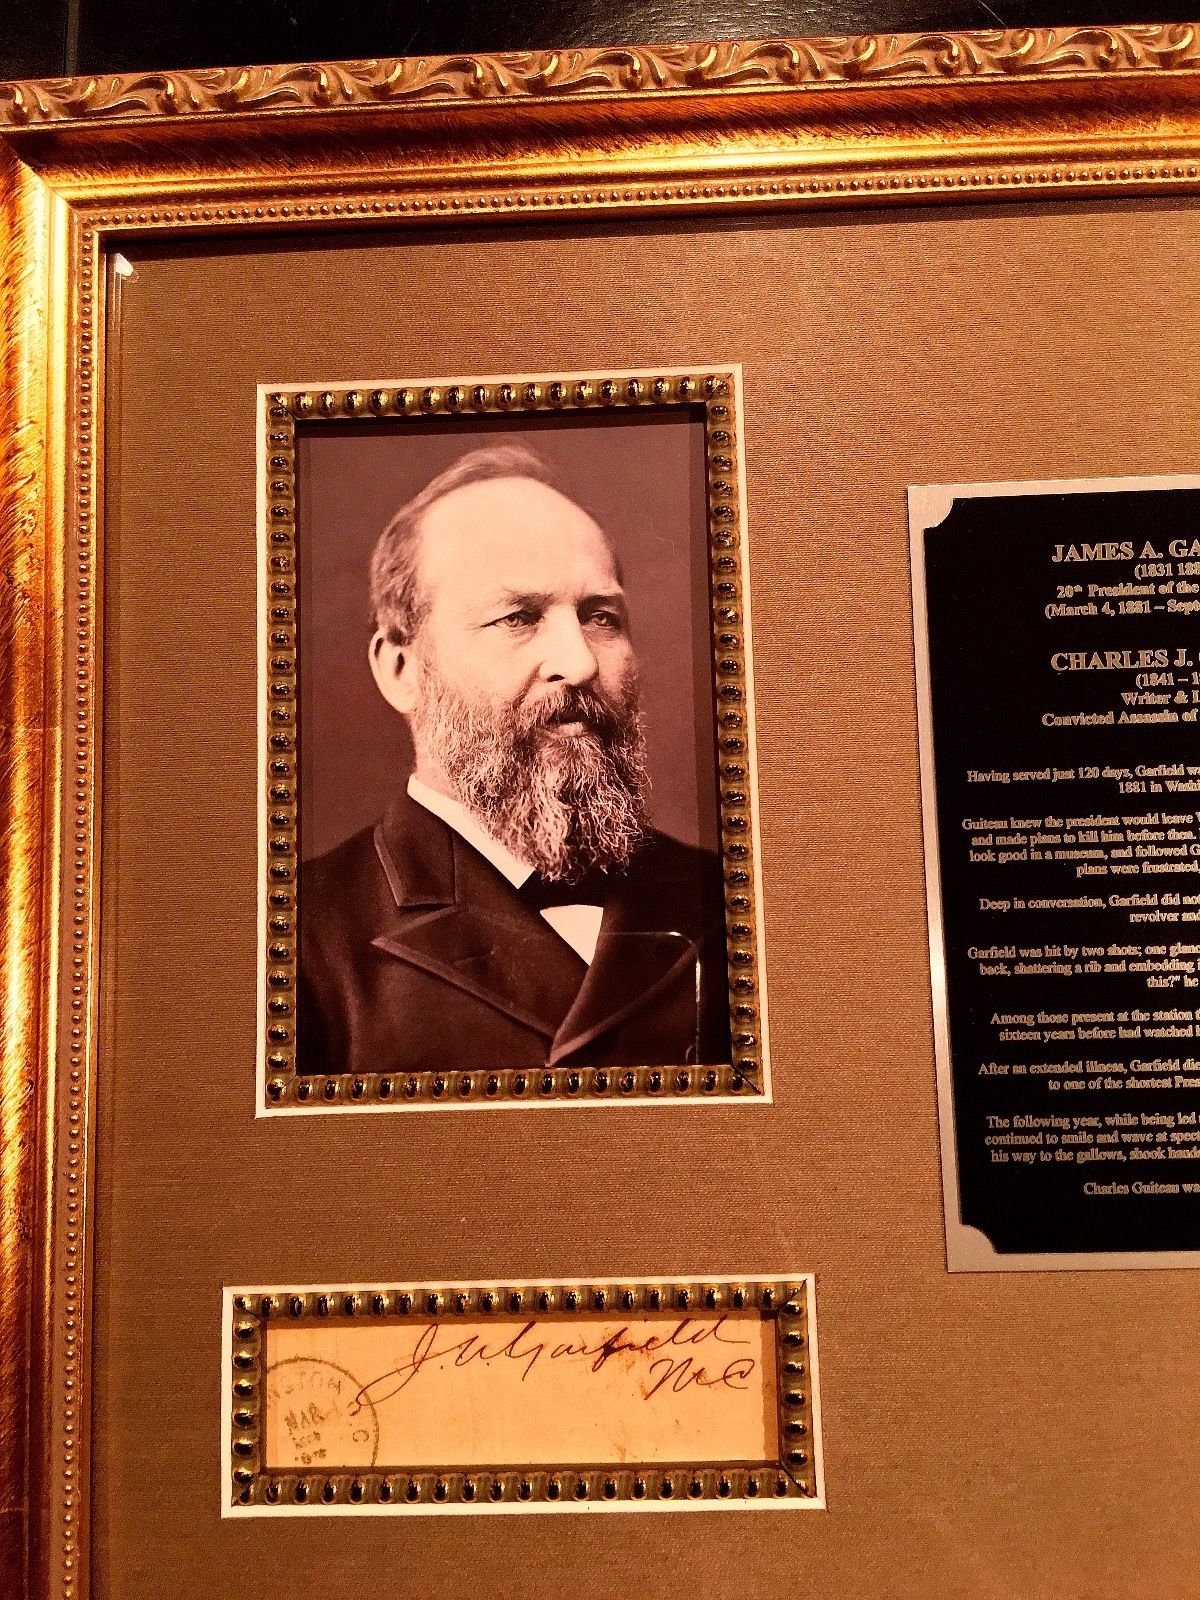 JAMES A. GA
(1831 188
20th President of the
(March 4, 1881 – Sept
CHARLES J.
(1841 – 1
Writer & L
Convicted Assassin of
Having served just 120 days, Garfield wa
1881 in Washi
Guiteau knew the president would leave W
and made plans to kill him before then.
look good in a museum, and followed G
plans were frustrated,
Deep in conversation, Garfield did not
revolver and
Garfield was hit by two shots; one glanc
back, shattering a rib and embedding i
this?" he
Among those present at the station t
sixteen years before had watched h
After an extended illness, Garfield die
to one of the shortest Pres
The following year, while being led
continued to smile and wave at spect
his way to the gallows, shook hands
Charles Guiteau wa
J. A. Garfield
MC